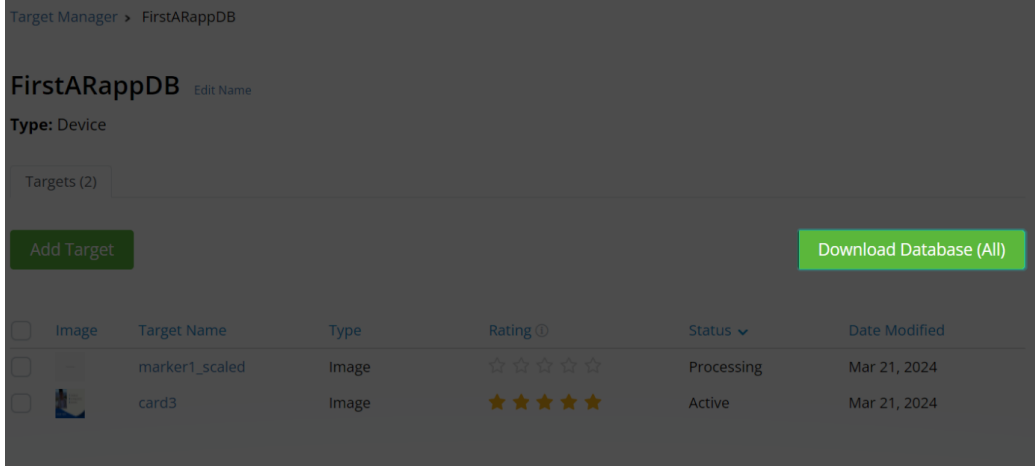 Target Manager > FirstARappDB
FirstARappDB Edit Name
Type: Device
Targets (2)
Add Target Download Database (All)
Image Target Name Type Rating ⓘ Status Date Modified
marker1_scaled Image Processing Mar 21, 2024
card3 Image Active Mar 21, 2024